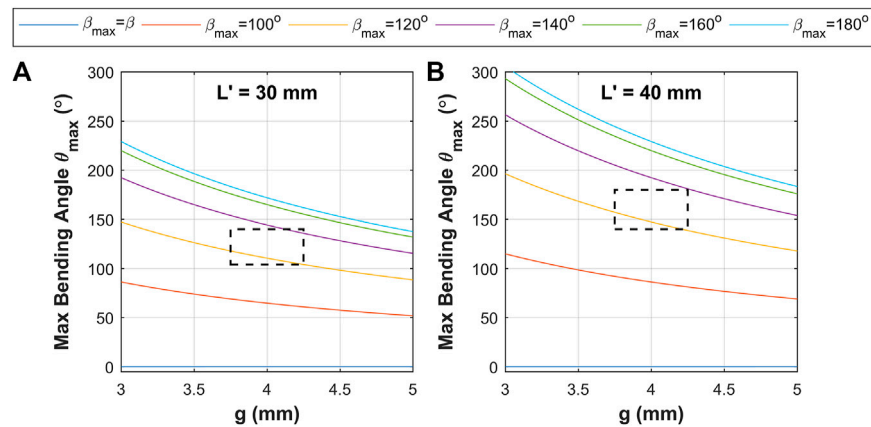 β_max=β β_max=100° β_max=120° β_max=140° β_max=160° β_max=180°
A
L' = 30 mm
Max Bending Angle θ_max (°)
300
250
200
150
100
50
0
3 3.5 4 4.5 5
g (mm)
B
L' = 40 mm
Max Bending Angle θ_max (°)
300
250
200
150
100
50
0
3 3.5 4 4.5 5
g (mm)